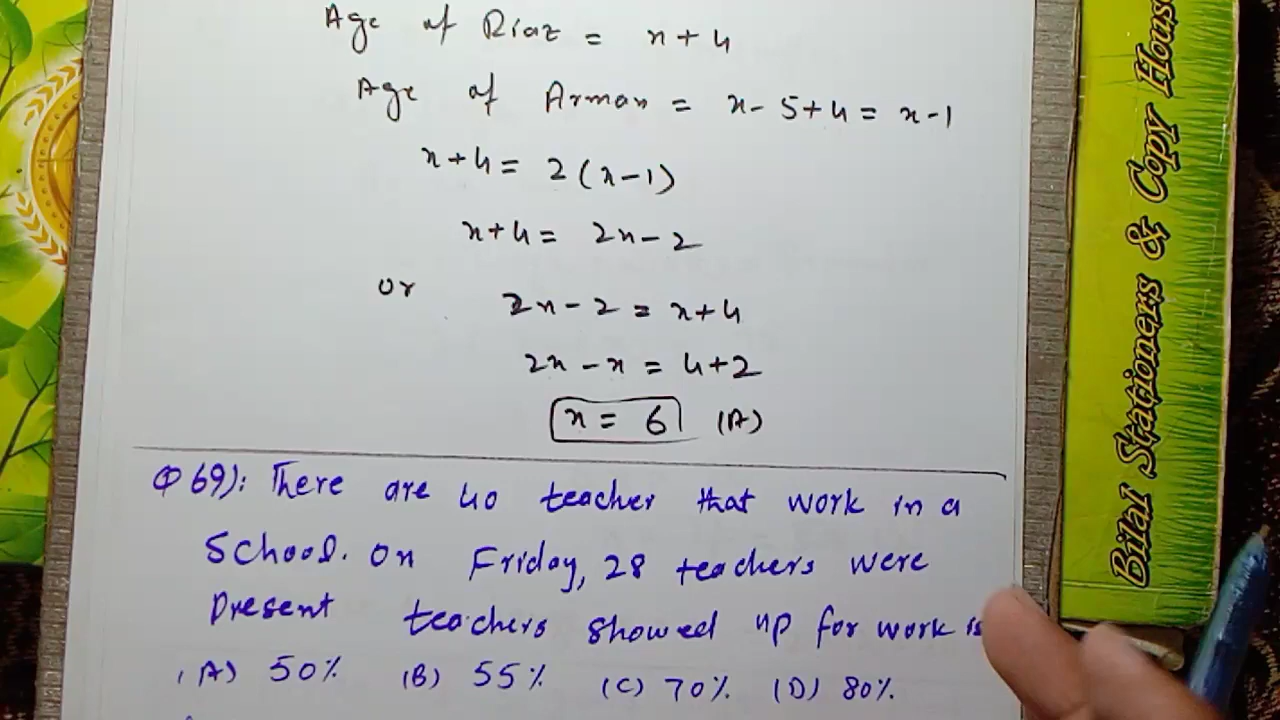 Age of Riaz = x + 4
Age of Arman = x - 5 + 4 = x - 1
x + 4 = 2 (x - 1)
x + 4 = 2x - 2
or 2x - 2 = x + 4
2x - x = 4 + 2
x = 6 (A)
Q 69): There are 40 teacher that work in a
School. On Friday, 28 teachers were
Present teachers showed up for work is
(A) 50% (B) 55% (C) 70% (D) 80%.
Bilal Stationers & Copy House